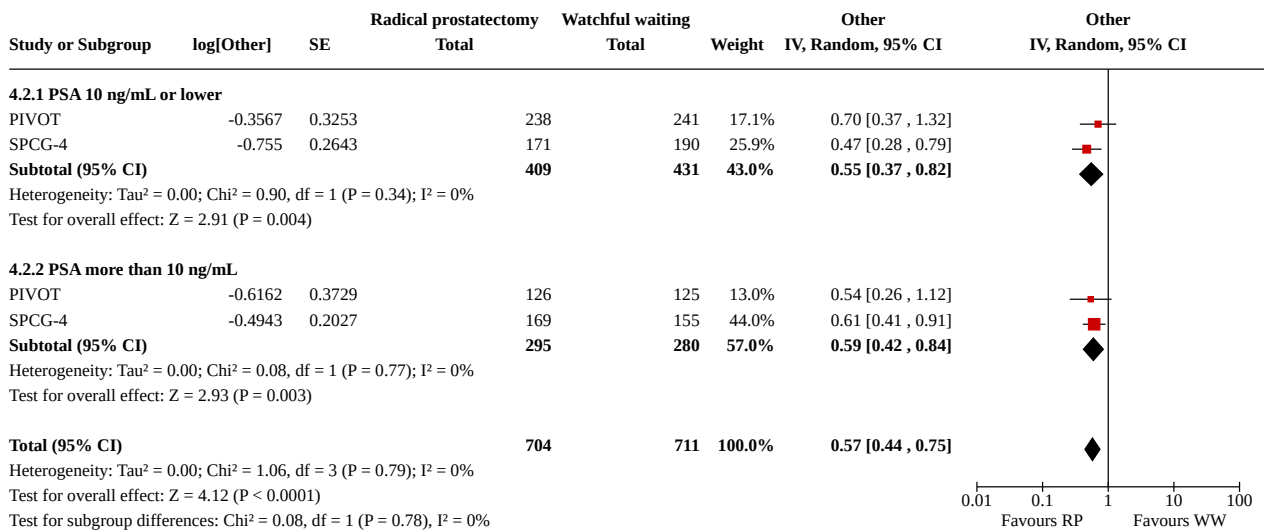 Radical prostatectomy Watchful waiting Other Other
Study or Subgroup log[Other] SE Total Total Weight IV, Random, 95% CI IV, Random, 95% CI
4.2.1 PSA 10 ng/mL or lower
PIVOT -0.3567 0.3253 238 241 17.1% 0.70 [0.37 , 1.32]
SPCG-4 -0.755 0.2643 171 190 25.9% 0.47 [0.28 , 0.79]
Subtotal (95% CI) 409 431 43.0% 0.55 [0.37 , 0.82]
Heterogeneity: Tau² = 0.00; Chi² = 0.90, df = 1 (P = 0.34); I² = 0%
Test for overall effect: Z = 2.91 (P = 0.004)
4.2.2 PSA more than 10 ng/mL
PIVOT -0.6162 0.3729 126 125 13.0% 0.54 [0.26 , 1.12]
SPCG-4 -0.4943 0.2027 169 155 44.0% 0.61 [0.41 , 0.91]
Subtotal (95% CI) 295 280 57.0% 0.59 [0.42 , 0.84]
Heterogeneity: Tau² = 0.00; Chi² = 0.08, df = 1 (P = 0.77); I² = 0%
Test for overall effect: Z = 2.93 (P = 0.003)
Total (95% CI) 704 711 100.0% 0.57 [0.44 , 0.75]
Heterogeneity: Tau² = 0.00; Chi² = 1.06, df = 3 (P = 0.79); I² = 0%
Test for overall effect: Z = 4.12 (P < 0.0001)
0.01 0.1 1 10 100
Test for subgroup differences: Chi² = 0.08, df = 1 (P = 0.78), I² = 0%
Favours RP Favours WW